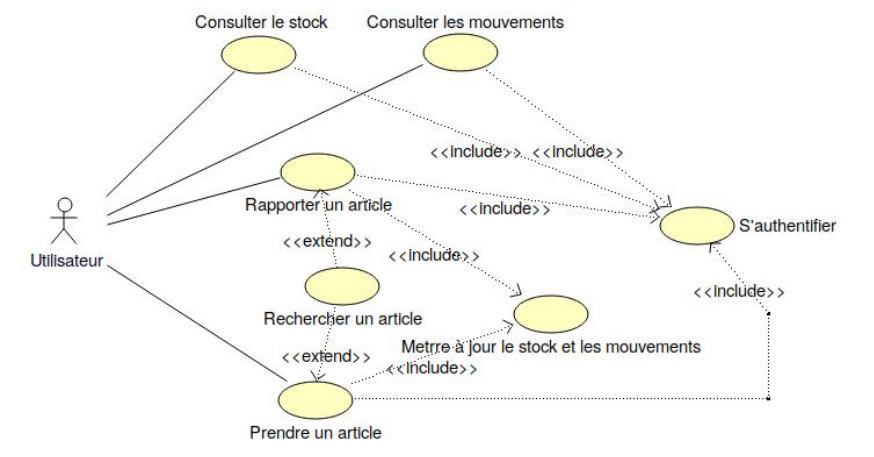 Consulter le stock
Consulter les mouvements
<<include>>
<<include>>
Rapporter un article
<<include>>
S'authentifier
<<extend>>
<<include>>
Utilisateur
<<include>>
Rechercher un article
Metrre à jour le stock et les mouvements
<<extend>>
<<include>>
Prendre un article